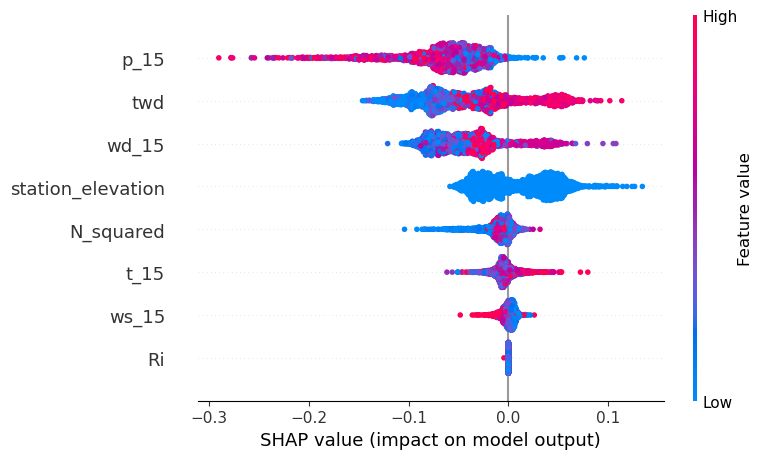 High
p_15
twd
wd_15
station_elevation
N_squared
t_15
ws_15
Ri
Feature value
Low
−0.3 −0.2 −0.1 0.0 0.1
SHAP value (impact on model output)